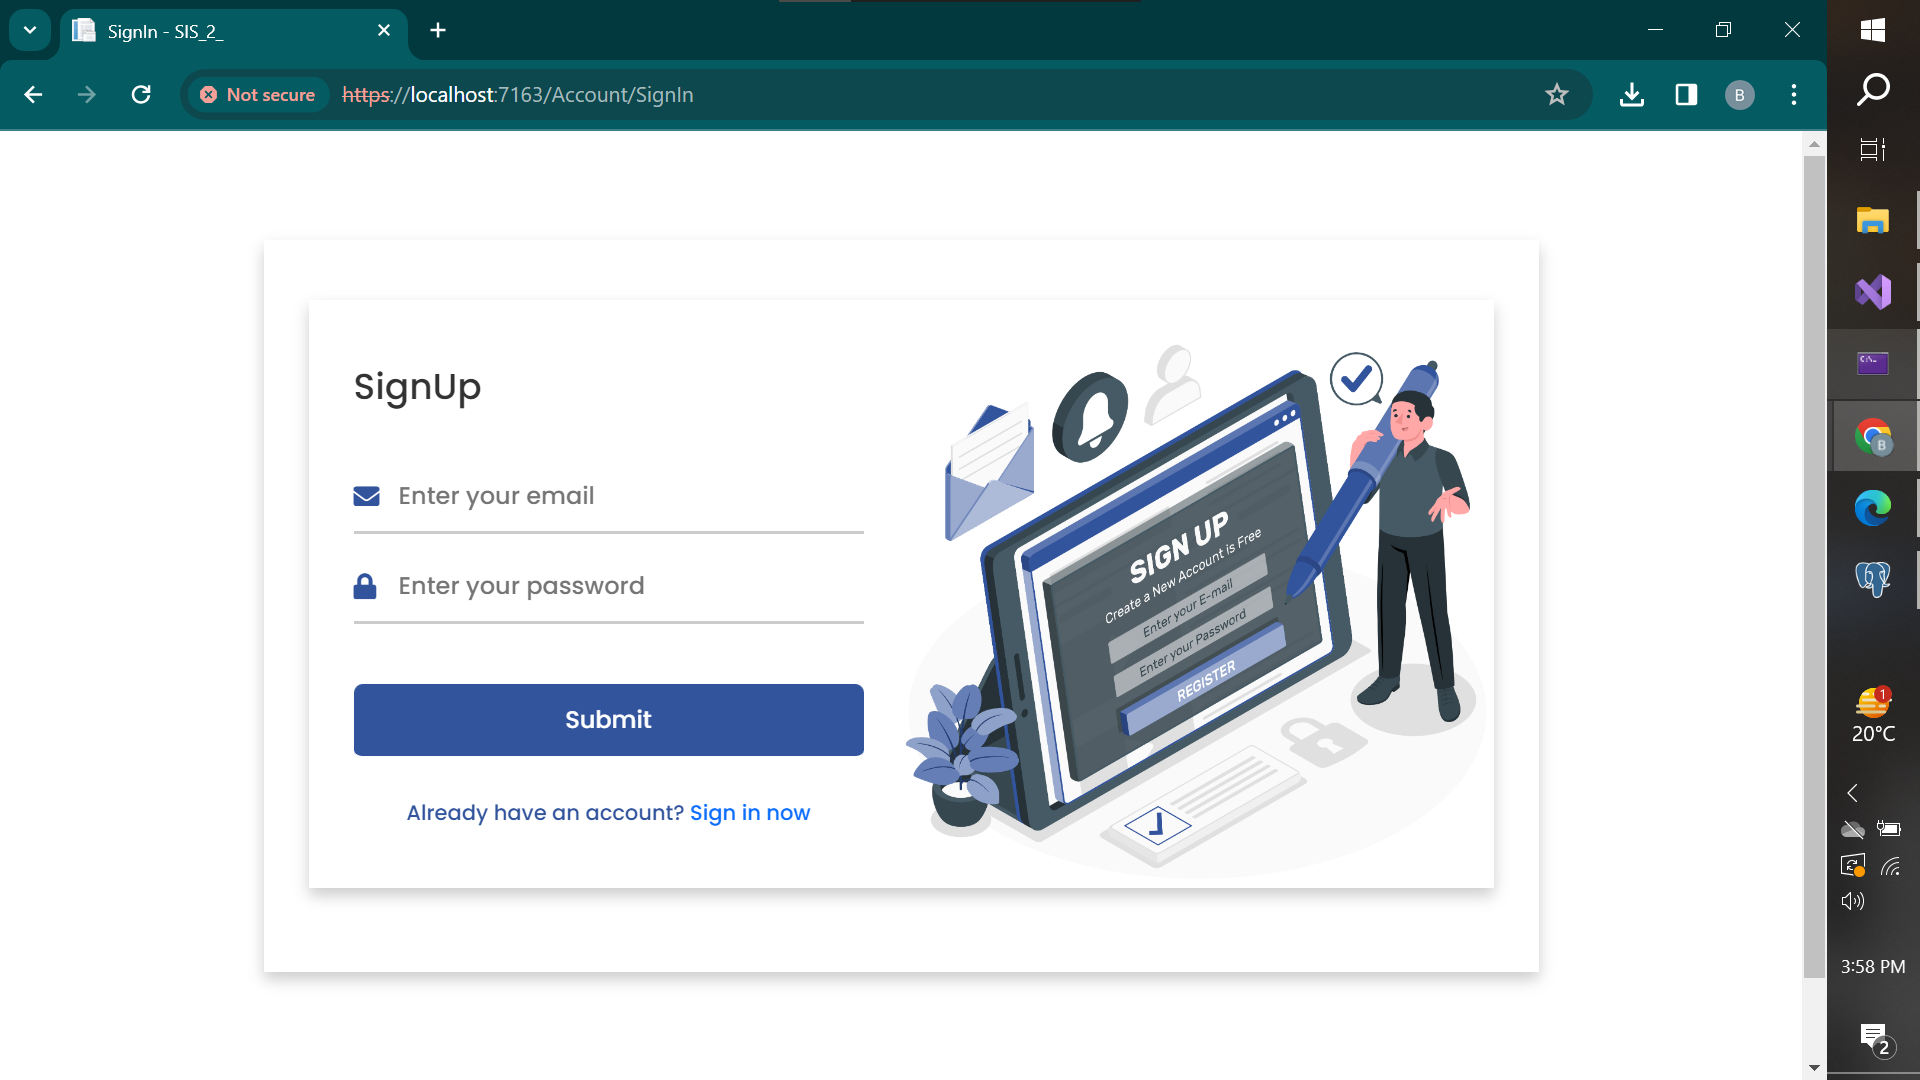 SignIn - SIS_2_
Not secure
https://localhost:7163/Account/SignIn
B
SignUp
Enter your email
Enter your password
Submit
Already have an account? Sign in now
SIGN UP
Create a New Account is Free
Enter your E-mail
Enter your Password
REGISTER
C:\_
B
1
20°C
3:58 PM
2